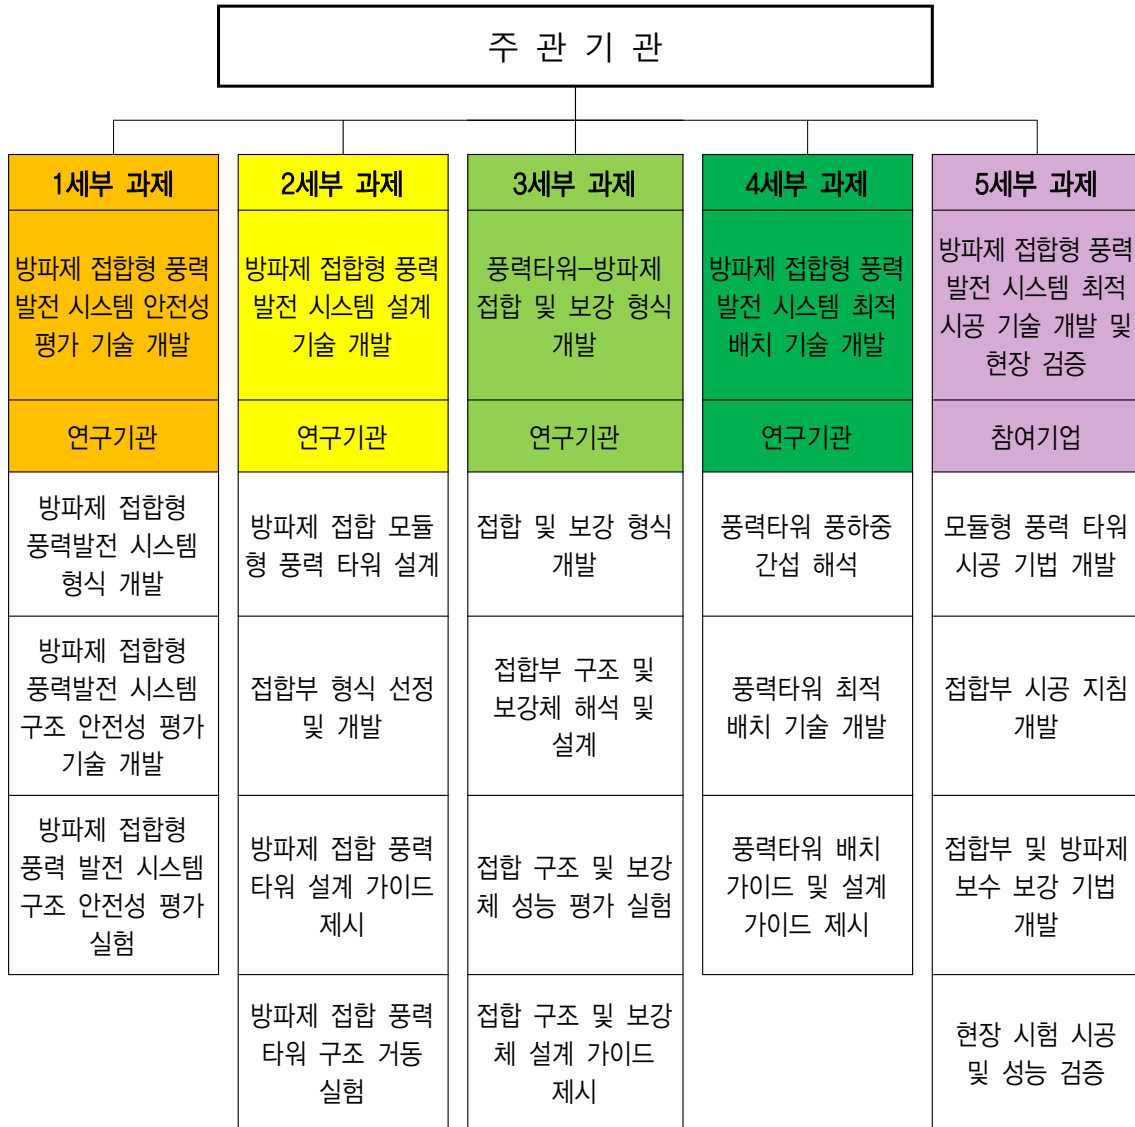 주 관 기 관
1세부 과제
방파제 접합형 풍력
발전 시스템 안전성
평가 기술 개발
연구기관
방파제 접합형
풍력발전 시스템
형식 개발
방파제 접합형
풍력발전 시스템
구조 안전성 평가
기술 개발
방파제 접합형
풍력 발전 시스템
구조 안전성 평가
실험
2세부 과제
방파제 접합형 풍력
발전 시스템 설계
기술 개발
연구기관
방파제 접합 모듈
형 풍력 타워 설계
접합부 형식 선정
및 개발
방파제 접합 풍력
타워 설계 가이드
제시
방파제 접합 풍력
타워 구조 거동
실험
3세부 과제
풍력타워-방파제
접합 및 보강 형식
개발
연구기관
접합 및 보강 형식
개발
접합부 구조 및
보강체 해석 및
설계
접합 구조 및 보강
체 성능 평가 실험
접합 구조 및 보강
체 설계 가이드
제시
4세부 과제
방파제 접합형 풍력
발전 시스템 최적
배치 기술 개발
연구기관
풍력타워 풍하중
간섭 해석
풍력타워 최적
배치 기술 개발
풍력타워 배치
가이드 및 설계
가이드 제시
5세부 과제
방파제 접합형 풍력
발전 시스템 최적
시공 기술 개발 및
현장 검증
참여기업
모듈형 풍력 타워
시공 기법 개발
접합부 시공 지침
개발
접합부 및 방파제
보수 보강 기법
개발
현장 시험 시공
및 성능 검증